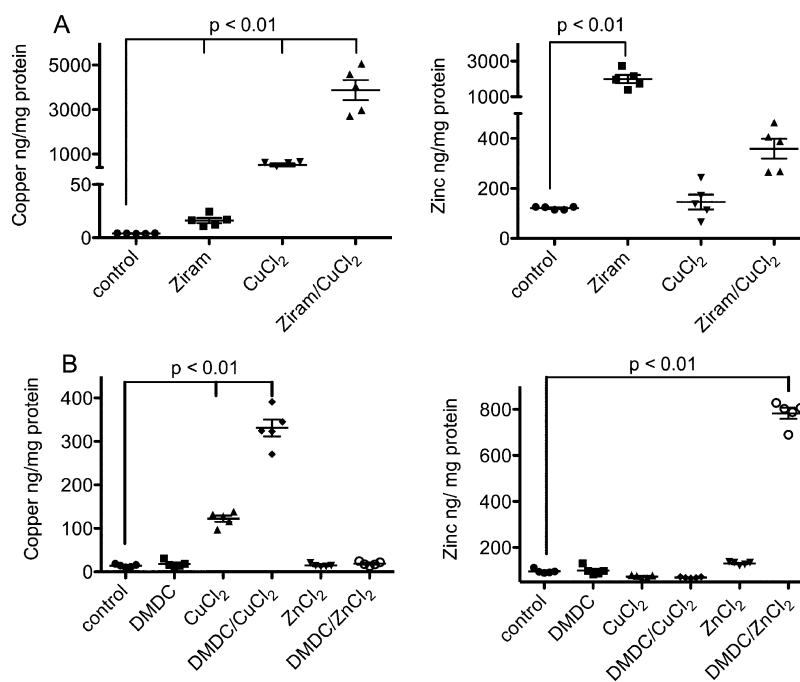 A
p < 0.01
Copper ng/mg protein
5000
3000
1000
50
0
control
Ziram
CuCl₂
Ziram/CuCl₂
p < 0.01
Zinc ng/mg protein
3000
1000
400
200
0
control
Ziram
CuCl₂
Ziram/CuCl₂
B
p < 0.01
Copper ng/mg protein
400
300
200
100
0
control
DMDC
CuCl₂
DMDC/CuCl₂
ZnCl₂
DMDC/ZnCl₂
p < 0.01
Zinc ng/ mg protein
800
600
400
200
control
DMDC
CuCl₂
DMDC/CuCl₂
ZnCl₂
DMDC/ZnCl₂